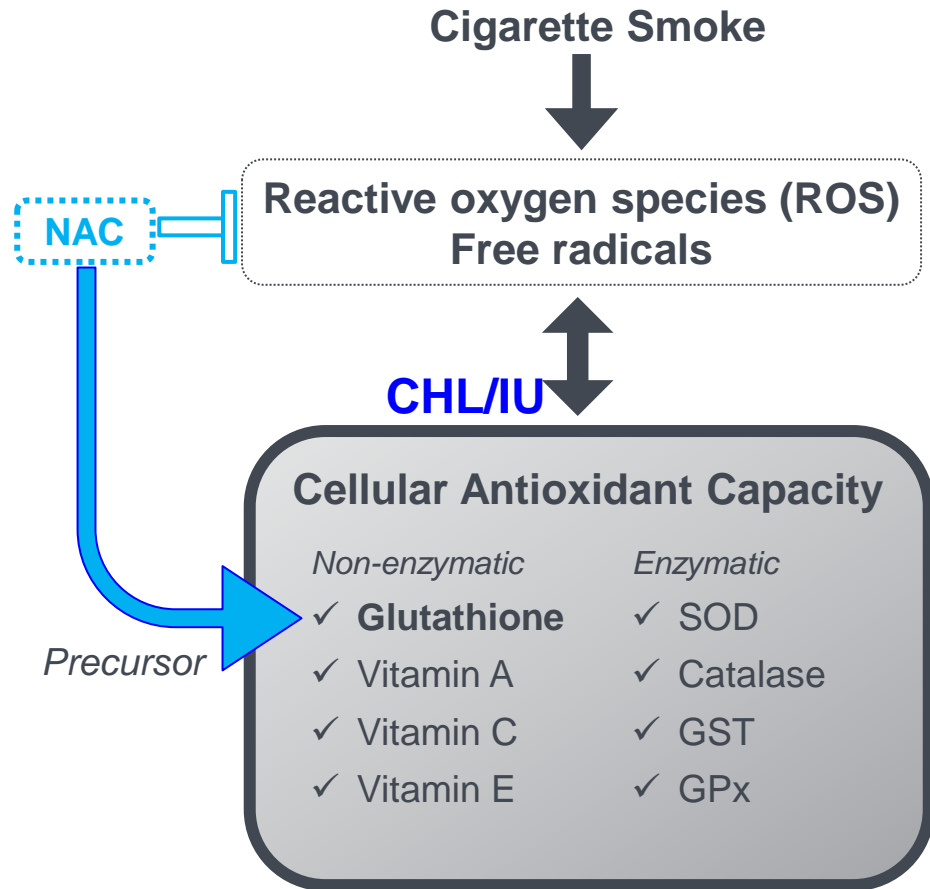 Cigarette Smoke
Reactive oxygen species (ROS)
Free radicals
NAC
CHL/IU
Cellular Antioxidant Capacity
Non-enzymatic
✓ Glutathione
✓ Vitamin A
✓ Vitamin C
✓ Vitamin E
Enzymatic
✓ SOD
✓ Catalase
✓ GST
✓ GPx
Precursor